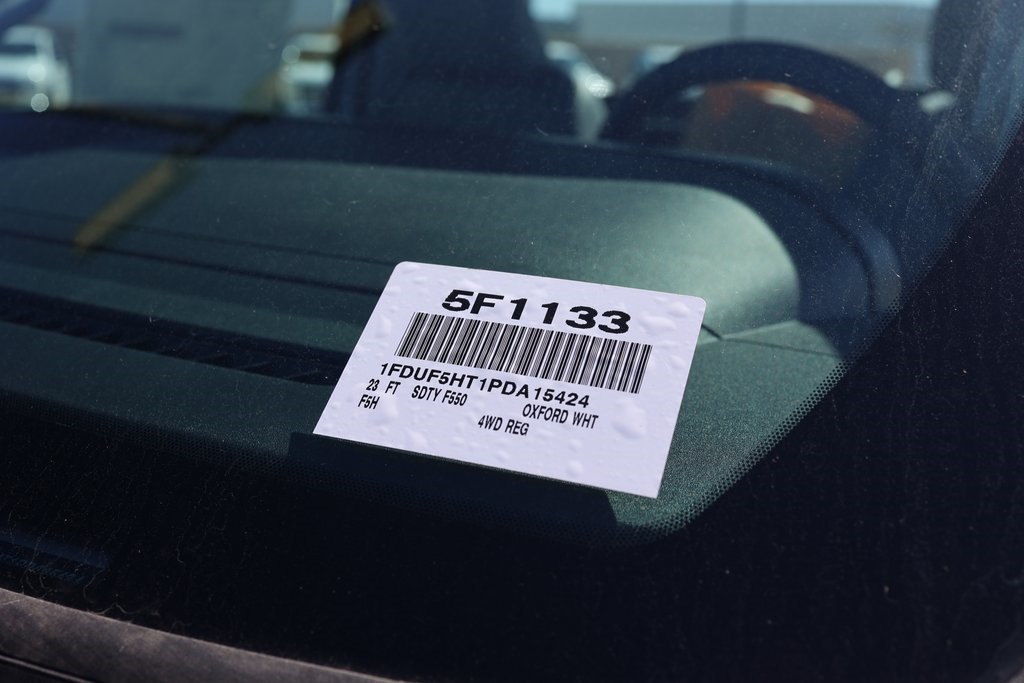 5F1133
1FDUF5HT1PDA15424
23 FT SDTY F550 OXFORD WHT
F5H 4WD REG